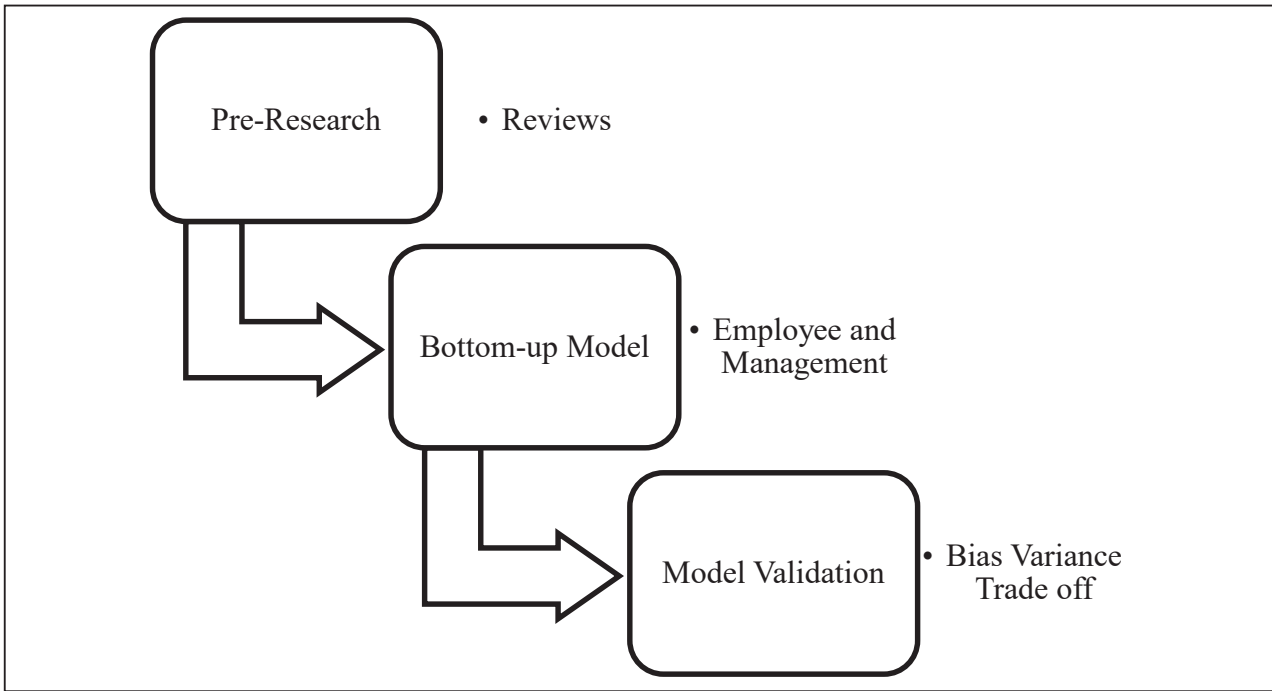 Pre-Research
• Reviews
Bottom-up Model
• Employee and
Management
Model Validation
• Bias Variance
Trade off